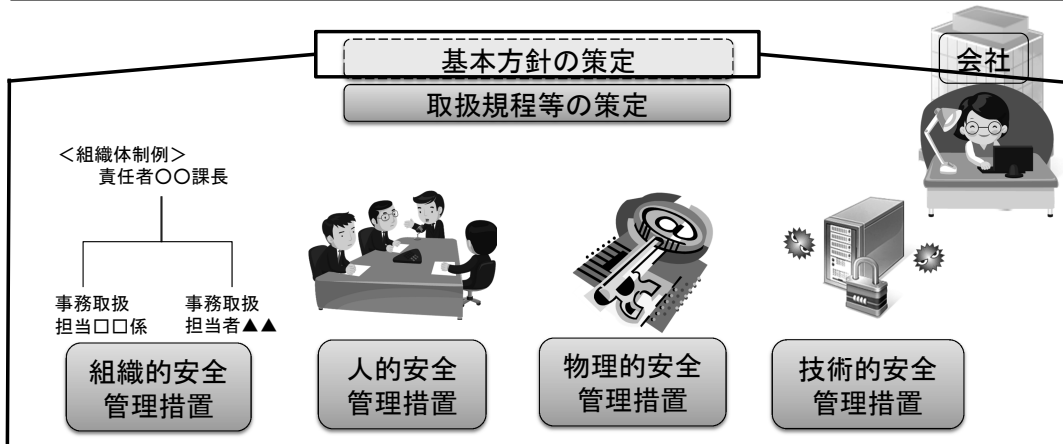 基本方針の策定
会社
取扱規程等の策定
＜組織体制例＞
責任者〇〇課長
事務取扱
担当□□係
事務取扱
担当者▲▲
組織的安全
管理措置
人的安全
管理措置
物理的安全
管理措置
技術的安全
管理措置